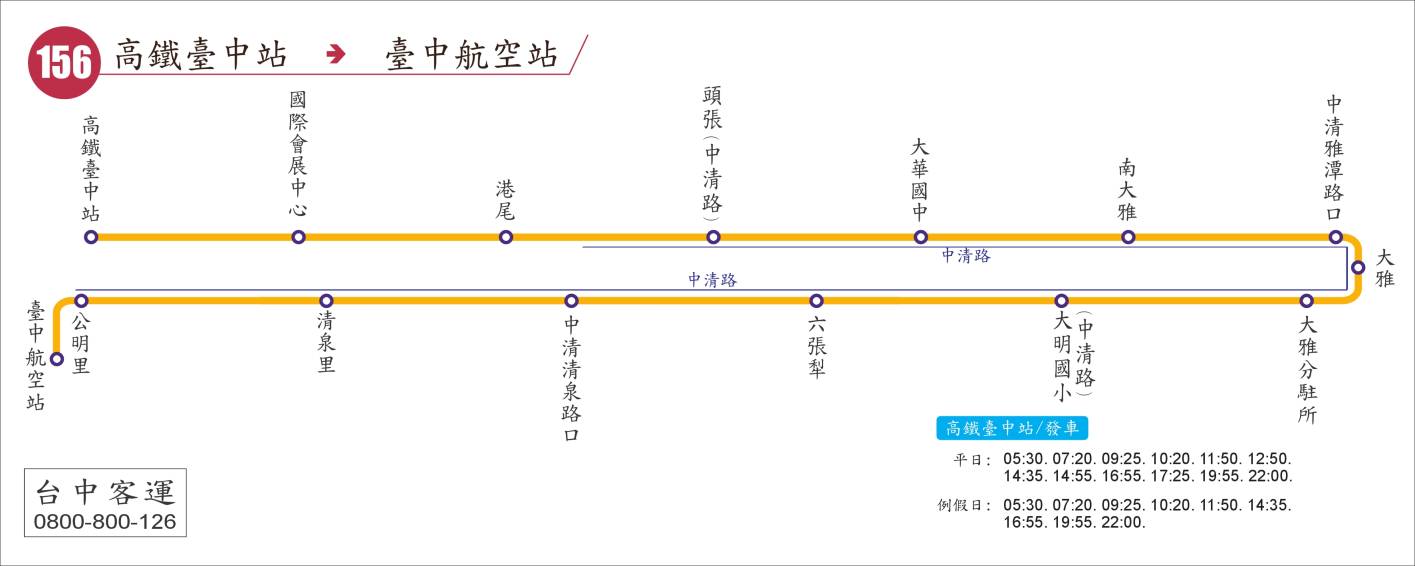 156 高鐵臺中站 → 臺中航空站
高鐵臺中站
國際會展中心
港尾
頭張(中清路)
大華國中
南大雅
中清雅潭路口
大雅
中清路
中清路
大雅分駐所
大明國小(中清路)
六張犁
中清清泉路口
清泉里
公明里
臺中航空站
高鐵臺中站/發車
平日: 05:30. 07:20. 09:25. 10:20. 11:50. 12:50.
14:35. 14:55. 16:55. 17:25. 19:55. 22:00.
例假日: 05:30. 07:20. 09:25. 10:20. 11:50. 14:35.
16:55. 19:55. 22:00.
台中客運
0800-800-126